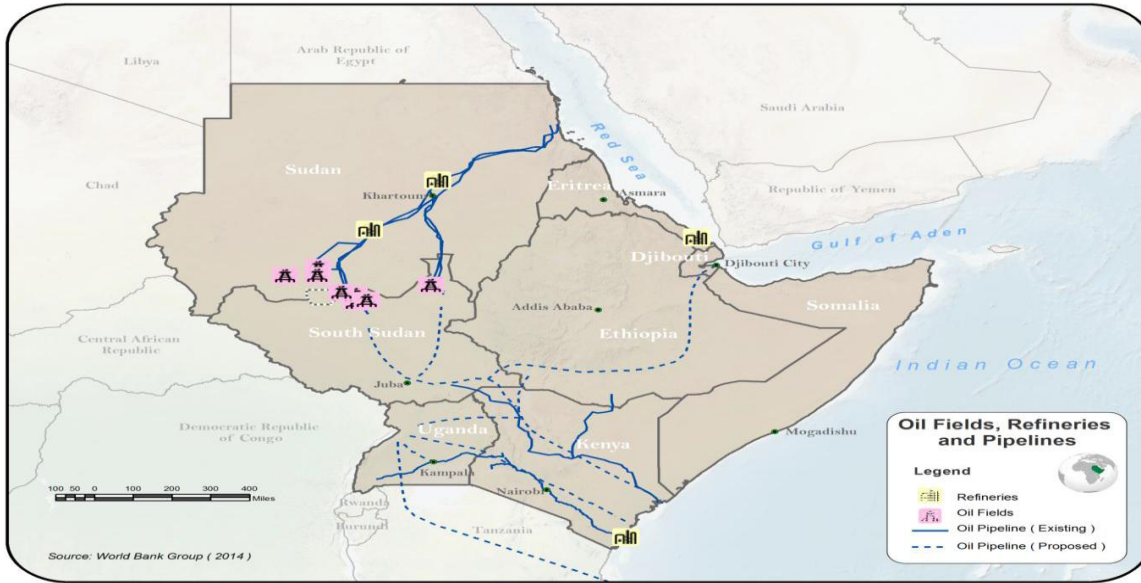 Arab Republic of
Egypt
Libya
Saudi Arabia
Red Sea
Sudan
Chad
Khartoum
Eritrea
Asmara
Republic of Yemen
Gulf of Aden
Djibouti
Djibouti City
Addis Ababa
Somalia
South Sudan
Ethiopia
Central African
Republic
Indian Ocean
Juba
Democratic Republic
of Congo
Uganda
Kenya
Mogadishu
Kampala
Nairobi
Rwanda
Burundi
Tanzania
100 50 0 100 200 300 400
Miles
Source: World Bank Group ( 2014 )
Oil Fields, Refineries
and Pipelines
Legend
Refineries
Oil Fields
Oil Pipeline ( Existing )
Oil Pipeline ( Proposed )